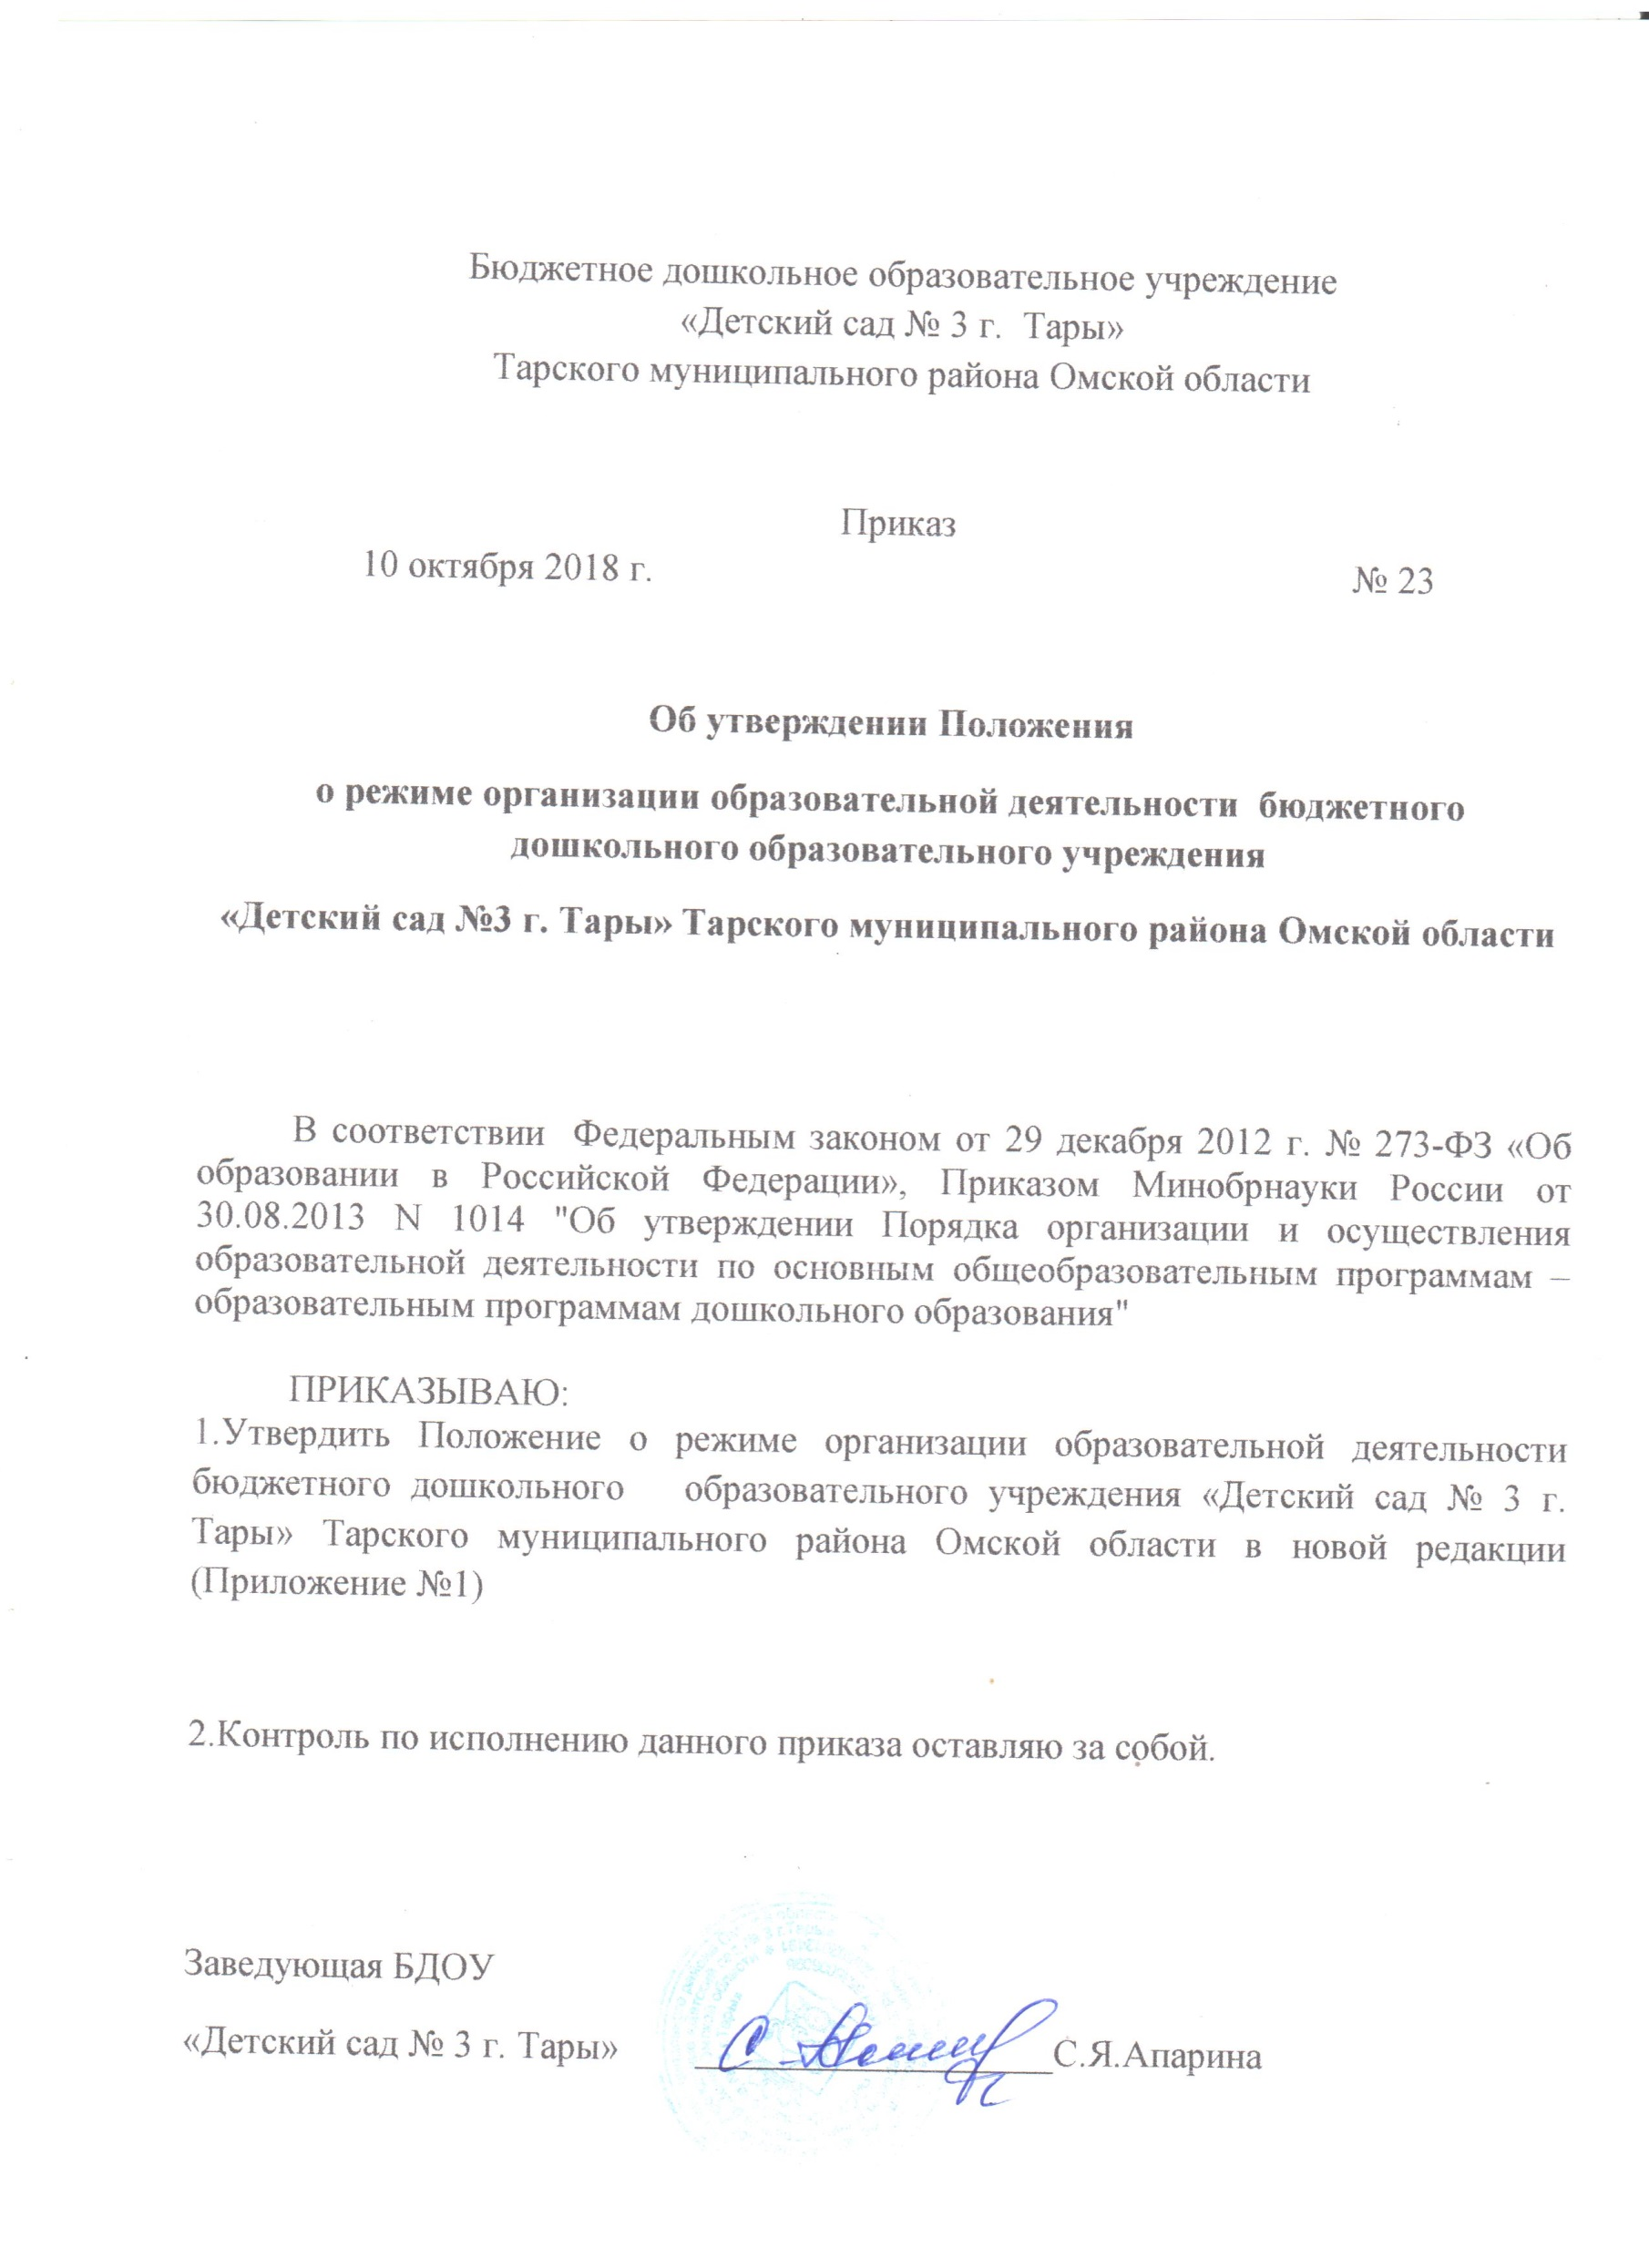 Бюджетное дошкольное образовательное учреждение
«Детский сад № 3 г. Тары»
Тарского муниципального района Омской области
Приказ
10 октября 2018 г.
№ 23
Об утверждении Положения
о режиме организации образовательной деятельности бюджетного
дошкольного образовательного учреждения
«Детский сад №3 г. Тары» Тарского муниципального района Омской области
В соответствии Федеральным законом от 29 декабря 2012 г. № 273-ФЗ «Об
образовании в Российской Федерации», Приказом Минобрнауки России от
30.08.2013 N 1014 "Об утверждении Порядка организации и осуществления
образовательной деятельности по основным общеобразовательным программам –
образовательным программам дошкольного образования"
ПРИКАЗЫВАЮ:
1.Утвердить Положение о режиме организации образовательной деятельности
бюджетного дошкольного образовательного учреждения «Детский сад № 3 г.
Тары» Тарского муниципального района Омской области в новой редакции
(Приложение №1)
2.Контроль по исполнению данного приказа оставляю за собой.
Заведующая БДОУ
«Детский сад № 3 г. Тары» С.Я.Апарина